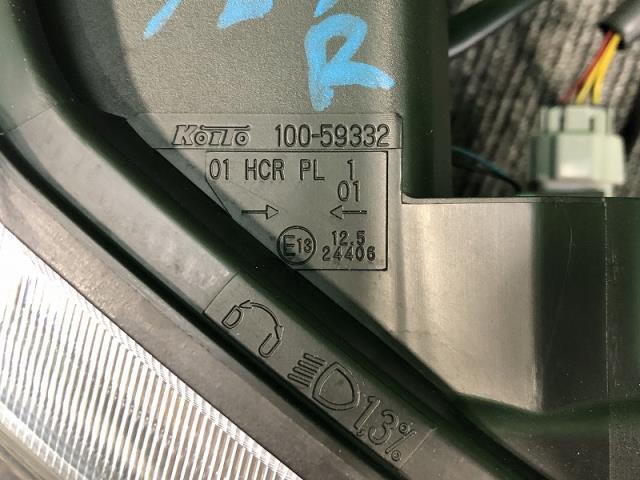 R
KOITO 100-59332
01 HCR PL 1
01
E13 12.5
24406
1,3%